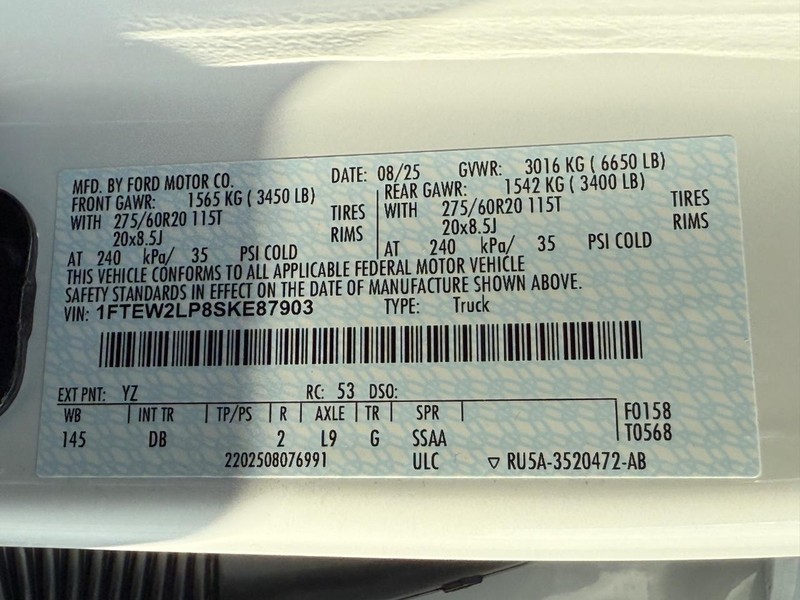 MFD. BY FORD MOTOR CO. DATE: 08/25 GVWR: 3016 KG ( 6650 LB)
FRONT GAWR: 1565 KG ( 3450 LB) REAR GAWR: 1542 KG ( 3400 LB)
WITH 275/60R20 115T TIRES WITH 275/60R20 115T TIRES
20x8.5J RIMS 20x8.5J RIMS
AT 240 kPa/ 35 PSI COLD AT 240 kPa/ 35 PSI COLD
THIS VEHICLE CONFORMS TO ALL APPLICABLE FEDERAL MOTOR VEHICLE
SAFETY STANDARDS IN EFFECT ON THE DATE OF MANUFACTURE SHOWN ABOVE.
VIN: 1FTEW2LP8SKE87903 TYPE: Truck
EXT PNT: YZ RC: 53 DSO:
WB INT TR TP/PS R AXLE TR SPR F0158
145 DB 2 L9 G SSAA T0568
2202508076991 ULC ▽ RU5A-3520472-AB